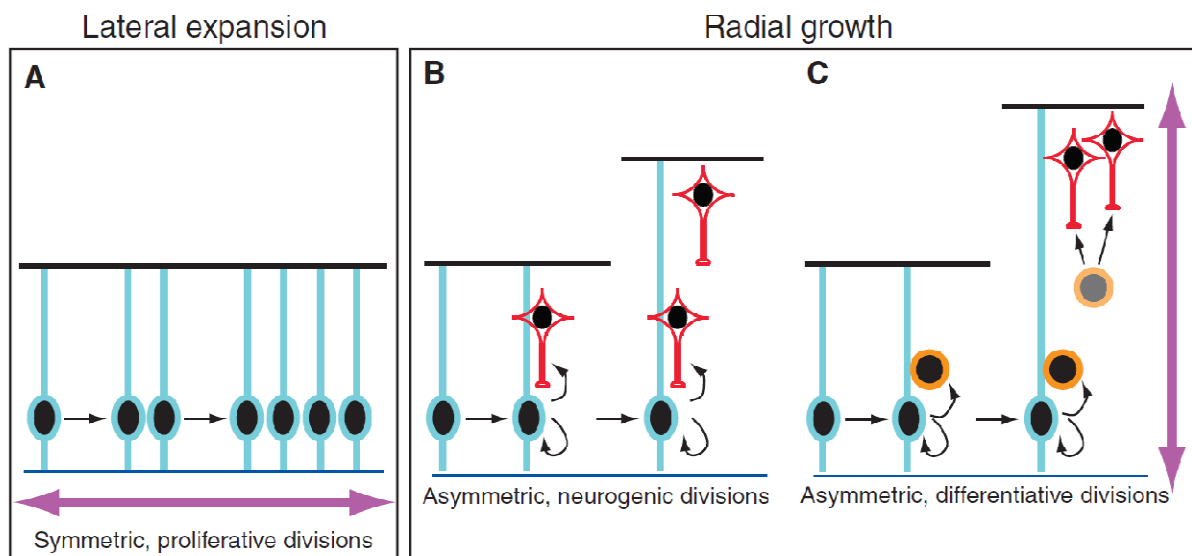 Lateral expansion
Radial growth
A
B
C
Symmetric, proliferative divisions
Asymmetric, neurogenic divisions
Asymmetric, differentiative divisions